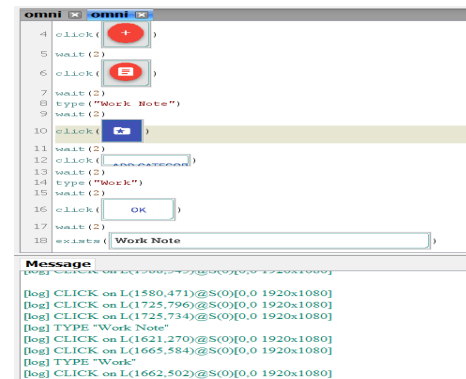 omni omni
4 click( )
5 wait(2)
6 click( )
7 wait(2)
8 type("Work Note")
9 wait(2)
10 click( )
11 wait(2)
12 click( ADD CATEGOR )
13 wait(2)
14 type("Work")
15 wait(2)
16 click( OK )
17 wait(2)
18 exists( Work Note )
Message
[log] CLICK on L(1580,471)@S(0)[0,0 1920x1080]
[log] CLICK on L(1725,796)@S(0)[0,0 1920x1080]
[log] CLICK on L(1725,734)@S(0)[0,0 1920x1080]
[log] TYPE "Work Note"
[log] CLICK on L(1621,270)@S(0)[0,0 1920x1080]
[log] CLICK on L(1665,584)@S(0)[0,0 1920x1080]
[log] TYPE "Work"
[log] CLICK on L(1662,502)@S(0)[0,0 1920x1080]